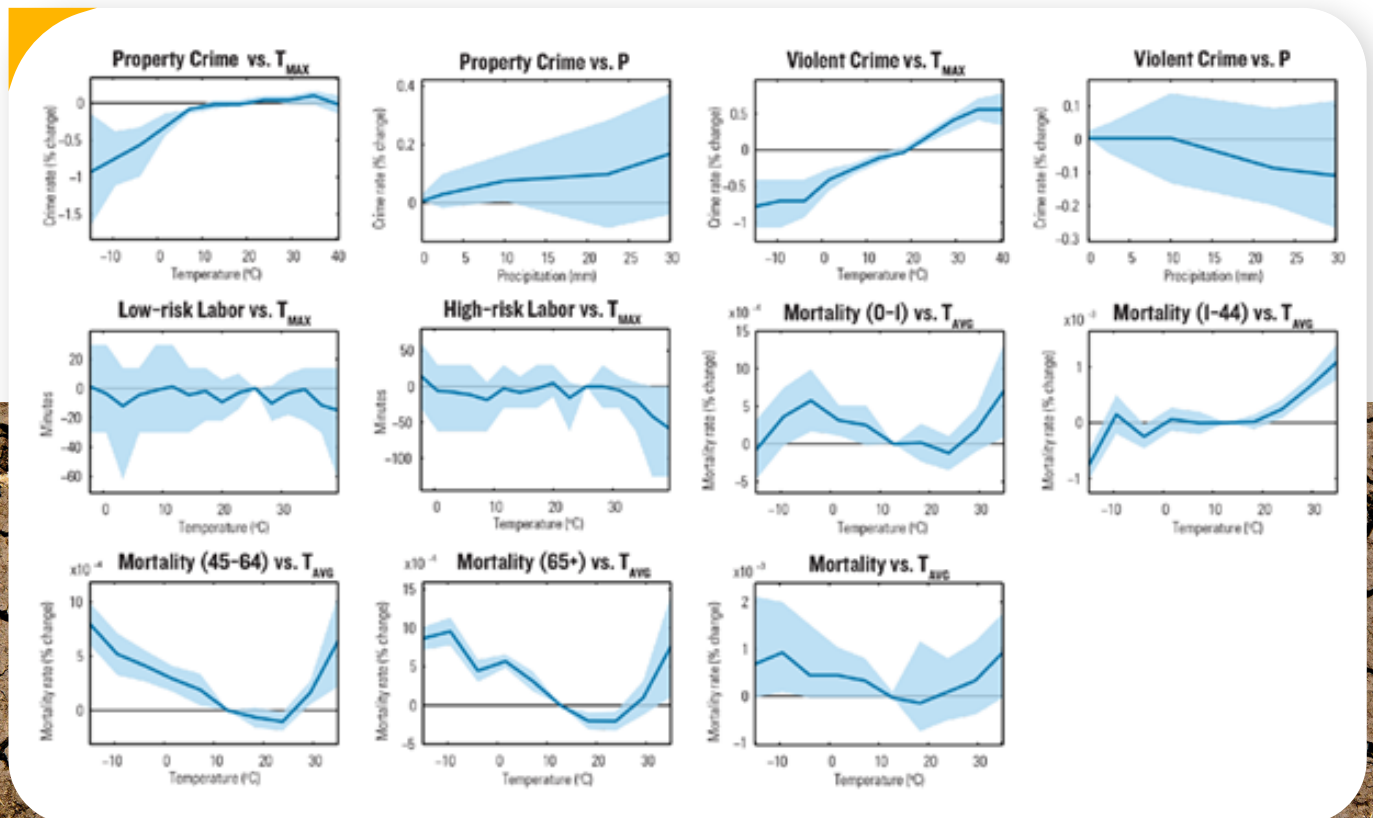 Property Crime vs. TMAX
Crime rate (% change)
0
−0.5
−1
−1.5
−10 0 10 20 30 40
Temperature (°C)
Property Crime vs. P
Crime rate (% change)
0.4
0.2
0
0 5 10 15 20 25 30
Precipitation (mm)
Violent Crime vs. TMAX
Crime rate (% change)
0.5
0
−0.5
−1
−10 0 10 20 30 40
Temperature (°C)
Violent Crime vs. P
Crime rate (% change)
0.1
0
−0.1
−0.2
−0.3
0 5 10 15 20 25 30
Precipitation (mm)
Low-risk Labor vs. TMAX
Minutes
20
0
−20
−40
−60
0 10 20 30
Temperature (°C)
High-risk Labor vs. TMAX
Minutes
50
0
−50
−100
0 10 20 30
Temperature (°C)
Mortality (0-1) vs. TAVG
x10⁻⁴
Mortality rate (% change)
15
10
5
0
−5
−10 0 10 20 30
Temperature (°C)
Mortality (1-44) vs. TAVG
x10⁻³
Mortality rate (% change)
1
0
−1
−10 0 10 20 30
Temperature (°C)
Mortality (45-64) vs. TAVG
x10⁻⁴
Mortality rate (% change)
10
5
0
−10 0 10 20 30
Temperature (°C)
Mortality (65+) vs. TAVG
x10⁻⁴
Mortality rate (% change)
15
10
5
0
−5
−10 0 10 20 30
Temperature (°C)
Mortality vs. TAVG
x10⁻³
Mortality rate (% change)
2
1
0
−1
−10 0 10 20 30
Temperature (°C)